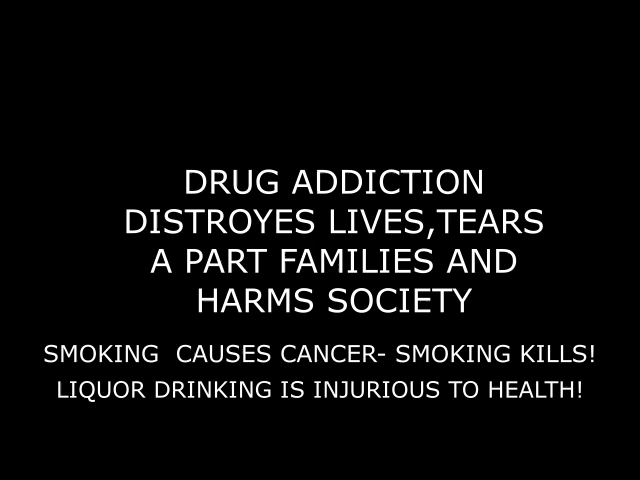 DRUG ADDICTION
DISTROYES LIVES,TEARS
A PART FAMILIES AND
HARMS SOCIETY
SMOKING  CAUSES CANCER- SMOKING KILLS!
LIQUOR DRINKING IS INJURIOUS TO HEALTH!